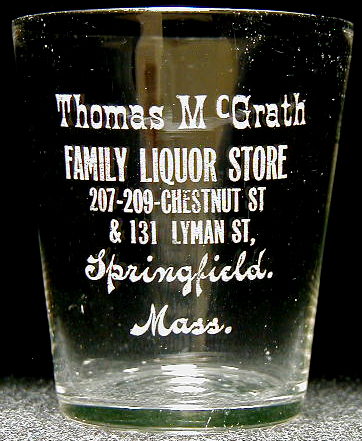 Thomas McGrath
FAMILY LIQUOR STORE
207-209-CHESTNUT ST
& 131 LYMAN ST,
Springfield.
Mass.